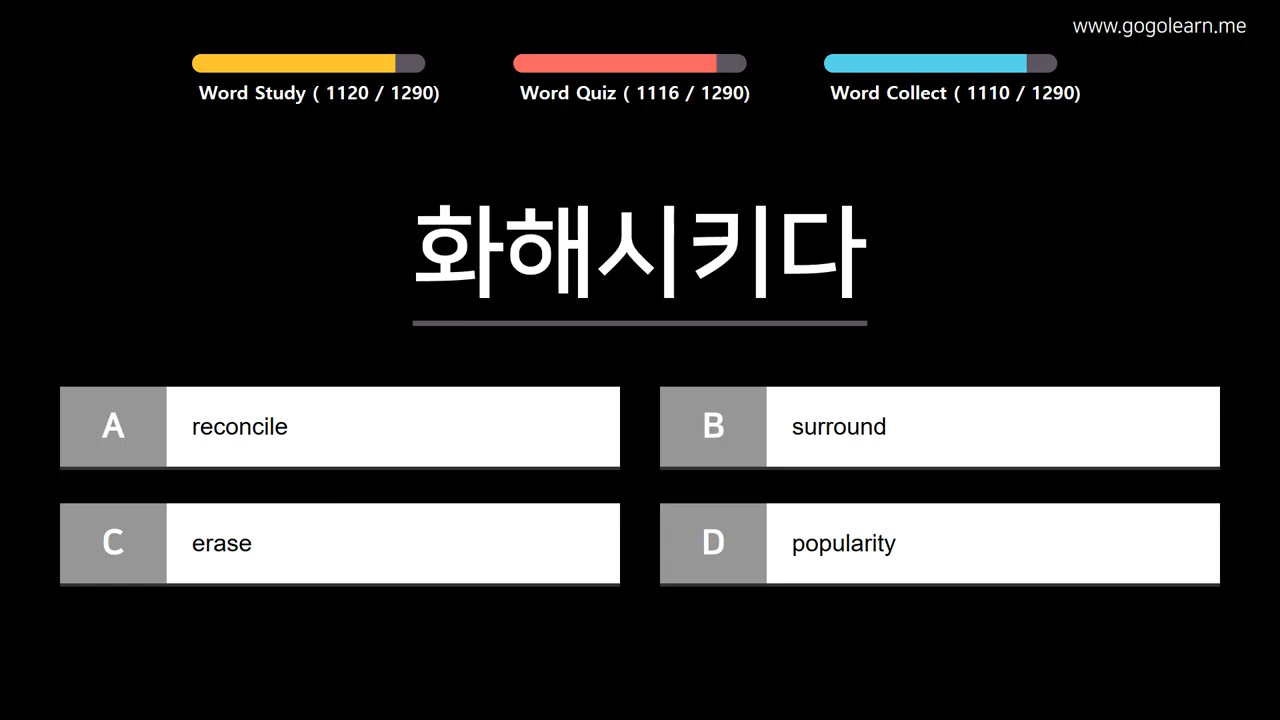 www.gogolearn.me
Word Study ( 1120 / 1290)
Word Quiz ( 1116 / 1290)
Word Collect ( 1110 / 1290)
화해시키다
A reconcile
B surround
C erase
D popularity